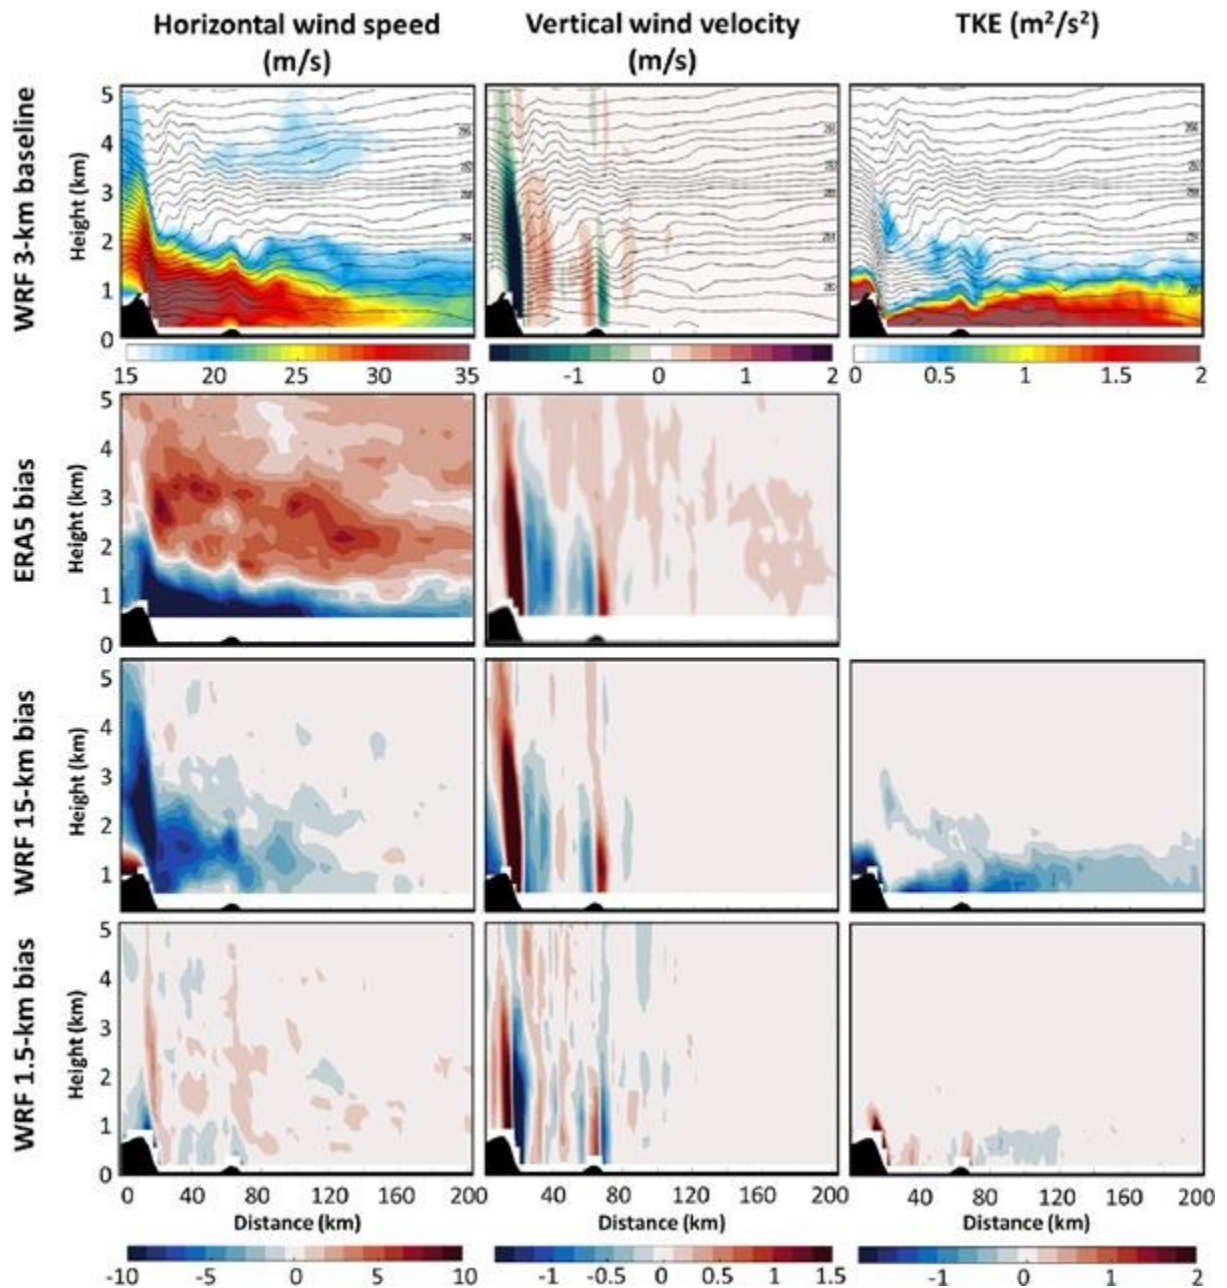 Horizontal wind speed
(m/s)
Vertical wind velocity
(m/s)
TKE (m²/s²)
WRF 3-km baseline
Height (km)
5
4
3
2
1
0
15 20 25 30 35
-1 0 1 2
0 0.5 1 1.5 2
ERA5 bias
Height (km)
5
4
3
2
1
0
WRF 15-km bias
Height (km)
5
4
3
2
1
WRF 1.5-km bias
Height (km)
5
4
3
2
1
0
0 40 80 120 160 200
40 80 120 160 200
40 80 120 160 200
Distance (km)
Distance (km)
Distance (km)
-10 -5 0 5 10
-1 -0.5 0 0.5 1 1.5
-1 0 1 2